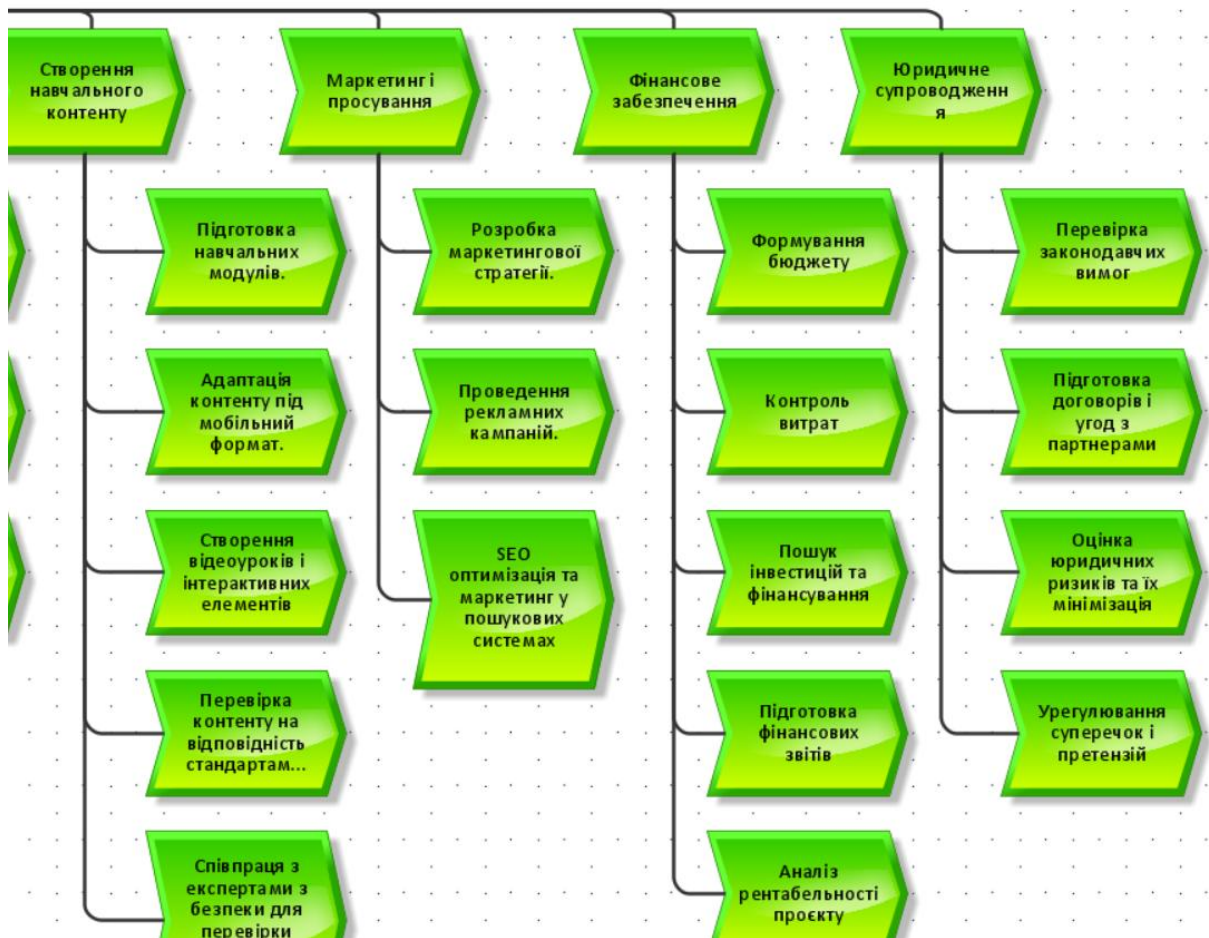 Створення
навчального
контенту
Маркетинг і
просування
Фінансове
забезпечення
Юридичне
супроводженн
я
Підготовка
навчальних
модулів.
Розробка
маркетингової
стратегії.
Формування
бюджету
Перевірка
законодавчих
вимог
Адаптація
контенту під
мобільний
формат.
Проведення
рекламних
кампаній.
Контроль
витрат
Підготовка
договорів і
угод з
партнерами
Створення
відеоуроків і
інтерактивних
елементів
SEO
оптимізація та
маркетинг у
пошукових
системах
Пошук
інвестицій та
фінансування
Оцінка
юридичних
ризиків та їх
мінімізація
Перевірка
контенту на
відповідність
стандартам...
Підготовка
фінансових
звітів
Урегулювання
суперечок і
претензій
Співпраця з
експертами з
безпеки для
перевірки
Аналіз
рентабельності
проєкту